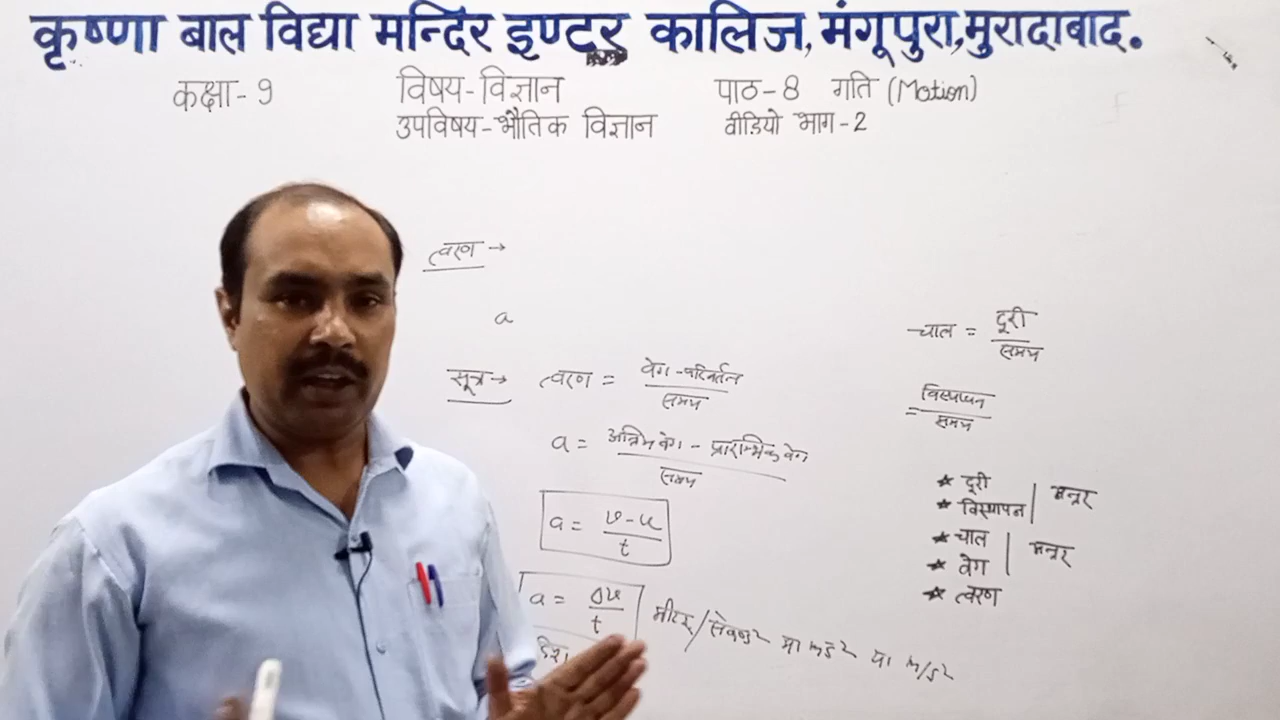 कृष्णा बाल विद्या मन्दिर इण्टर कालिज, मंगूपुरा, मुरादाबाद.
कक्षा-9 विषय-विज्ञान पाठ-8 गति (Motion)
उपविषय-भौतिक विज्ञान वीडियो भाग-2
त्वरण →
a
सूत्र → त्वरण = वेग-परिवर्तन / समय
a = अन्तिम वेग - प्रारम्भिक वेग / समय
a = v-u / t
a = Δv / t मीटर/सेकण्ड² या ms² या m/s²
दिशा
चाल = दूरी / समय
= विस्थापन / समय
* दूरी
* विस्थापन अन्तर
* चाल
* वेग अन्तर
* त्वरण